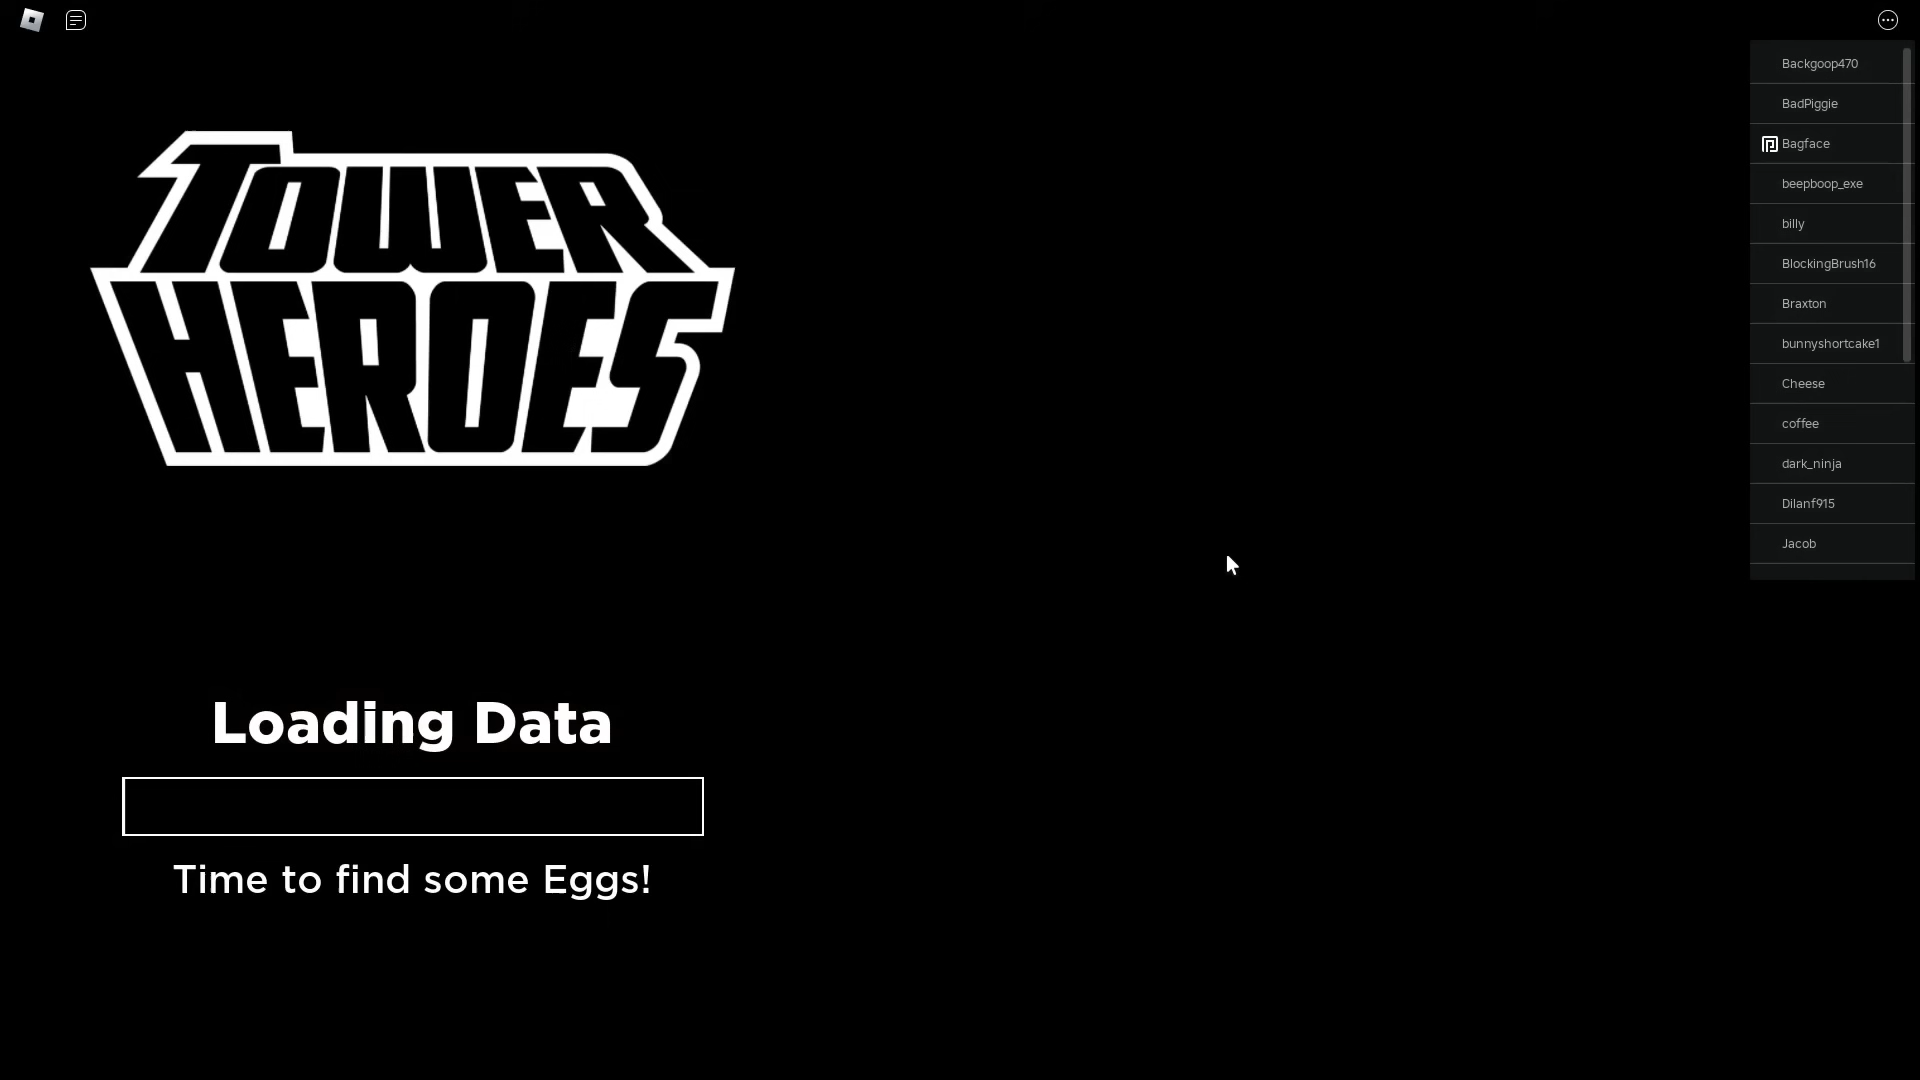 TOWER
HEROES
Loading Data
Time to find some Eggs!
Backgoop470
BadPiggie
Bagface
beepboop_exe
billy
BlockingBrush16
Braxton
bunnyshortcake1
Cheese
coffee
dark_ninja
Dilanf915
Jacob